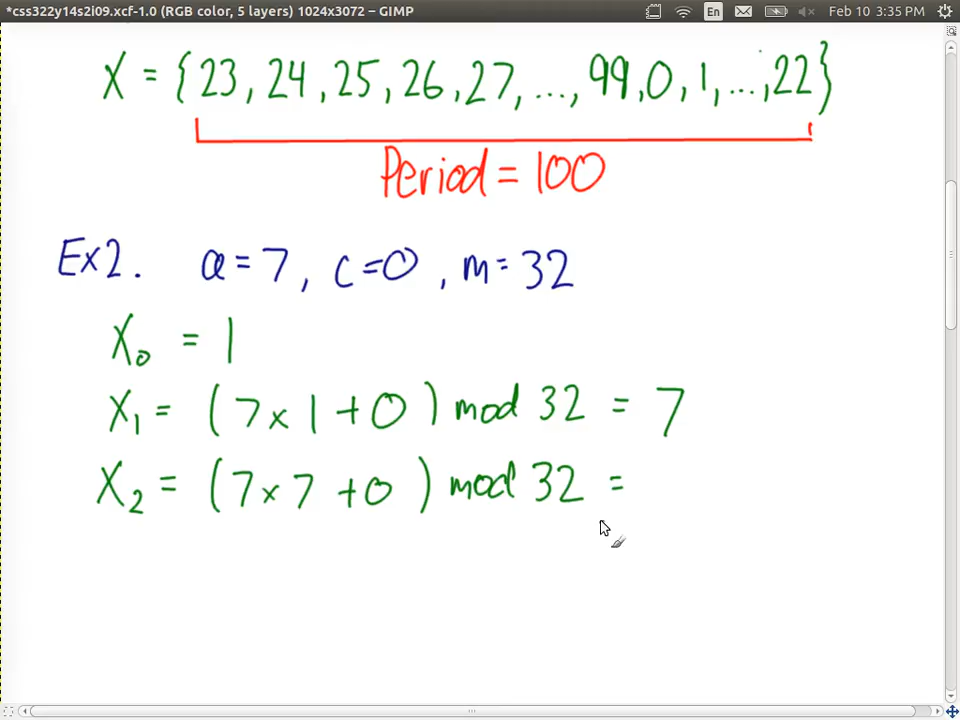 *css322y14s2i09.xcf-1.0 (RGB color, 5 layers) 1024x3072 – GIMP En Feb 10 3:35 PM
X = {23, 24, 25, 26, 27, ..., 99, 0, 1, ..., 22}
Period = 100
Ex2. a = 7, c = 0, m = 32
X₀ = 1
X₁ = (7 × 1 + 0) mod 32 = 7
X₂ = (7 × 7 + 0) mod 32 =